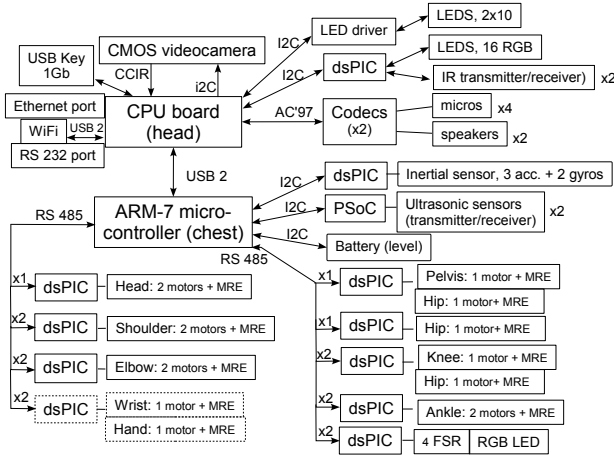 USB Key
1Gb
CMOS videocamera
CCIR
i2C
I2C
LED driver
LEDS, 2x10
I2C
dsPIC
LEDS, 16 RGB
IR transmitter/receiver)
x2
Ethernet port
WiFi
USB 2
RS 232 port
CPU board
(head)
AC'97
Codecs
(x2)
micros
x4
speakers
x2
USB 2
I2C
dsPIC
Inertial sensor, 3 acc. + 2 gyros
RS 485
ARM-7 micro-
controller (chest)
I2C
PSoC
Ultrasonic sensors
(transmitter/receiver)
x2
I2C
Battery (level)
RS 485
x1
dsPIC
Head: 2 motors + MRE
x2
dsPIC
Shoulder: 2 motors + MRE
x2
dsPIC
Elbow: 2 motors + MRE
x2
dsPIC
Wrist: 1 motor + MRE
Hand: 1 motor + MRE
x1
dsPIC
Pelvis: 1 motor + MRE
Hip: 1 motor+ MRE
x1
dsPIC
Hip: 1 motor + MRE
x2
dsPIC
Knee: 1 motor + MRE
Hip: 1 motor + MRE
x2
dsPIC
Ankle: 2 motors + MRE
x2
dsPIC
4 FSR
RGB LED